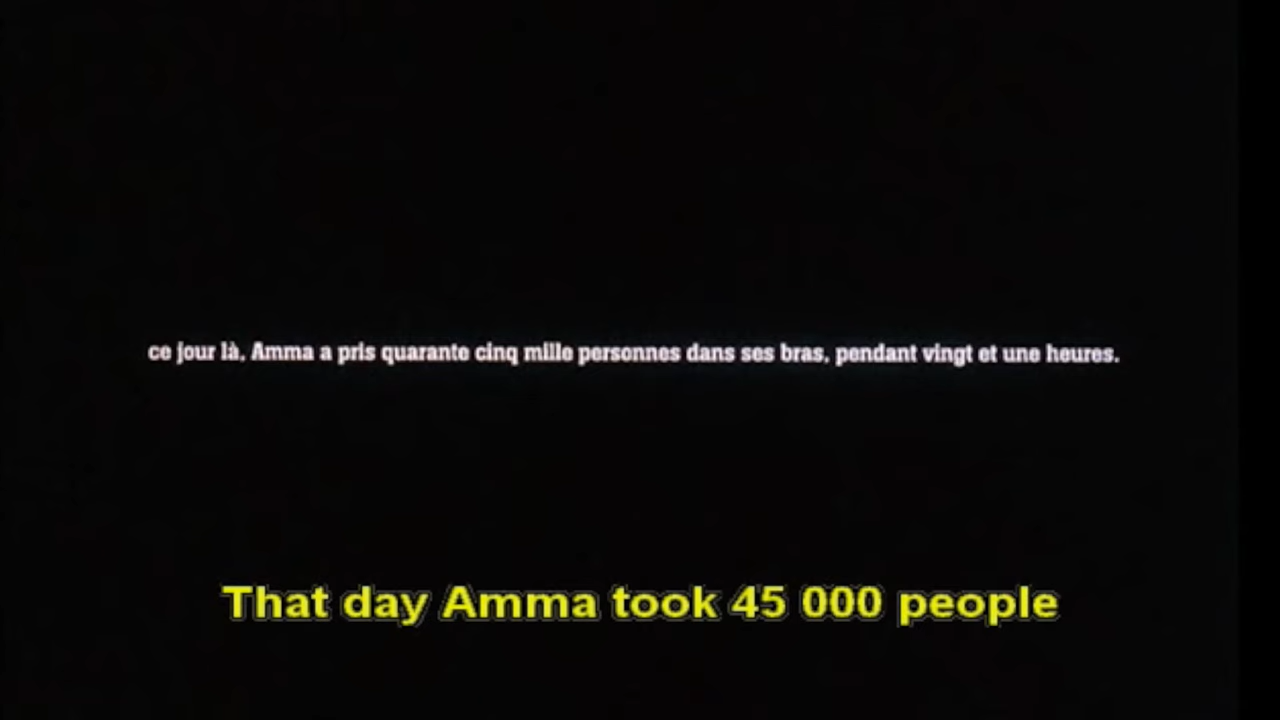 ce jour là, Amma a pris quarante cinq mille personnes dans ses bras, pendant vingt et une heures.
That day Amma took 45 000 people